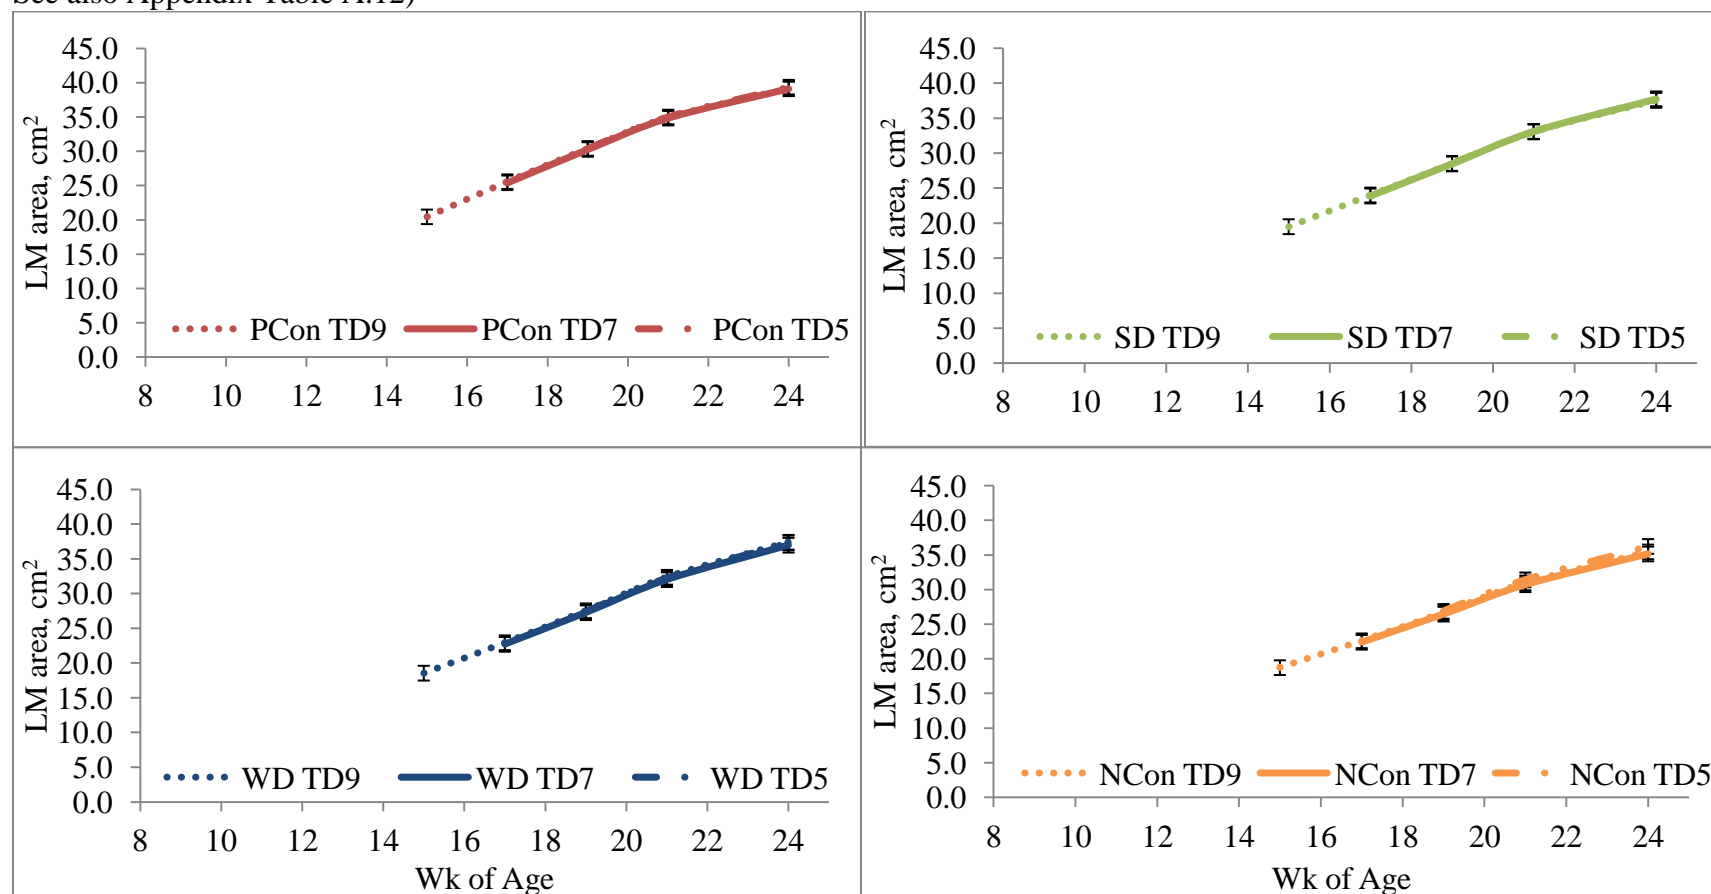 See also Appendix Table A.12)
45.0
40.0
35.0
30.0
25.0
20.0
15.0
10.0
5.0
0.0
LM area, cm²
PCon TD9 PCon TD7 PCon TD5
8 10 12 14 16 18 20 22 24
45.0
40.0
35.0
30.0
25.0
20.0
15.0
10.0
5.0
0.0
LM area, cm²
SD TD9 SD TD7 SD TD5
8 10 12 14 16 18 20 22 24
45.0
40.0
35.0
30.0
25.0
20.0
15.0
10.0
5.0
0.0
LM area, cm²
WD TD9 WD TD7 WD TD5
8 10 12 14 16 18 20 22 24
Wk of Age
45.0
40.0
35.0
30.0
25.0
20.0
15.0
10.0
5.0
0.0
LM area, cm²
NCon TD9 NCon TD7 NCon TD5
8 10 12 14 16 18 20 22 24
Wk of Age